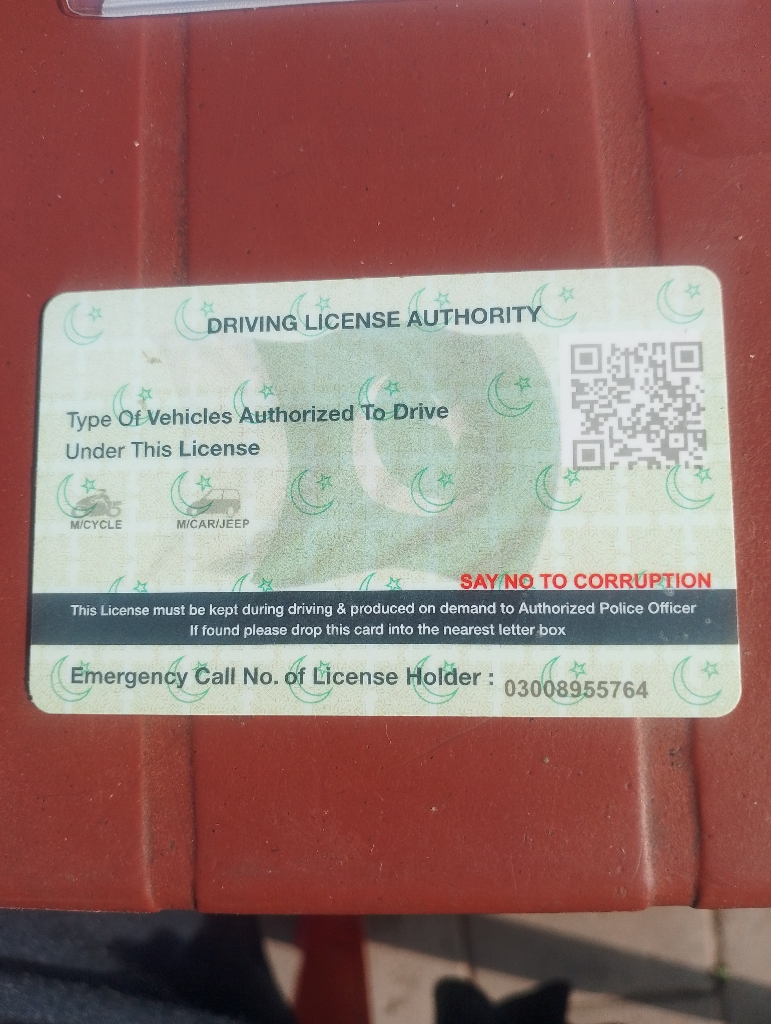 DRIVING LICENSE AUTHORITY
Type Of Vehicles Authorized To Drive
Under This License
M/CYCLE M/CAR/JEEP
SAY NO TO CORRUPTION
This License must be kept during driving & produced on demand to Authorized Police Officer
If found please drop this card into the nearest letter box
Emergency Call No. of License Holder : 03008955764